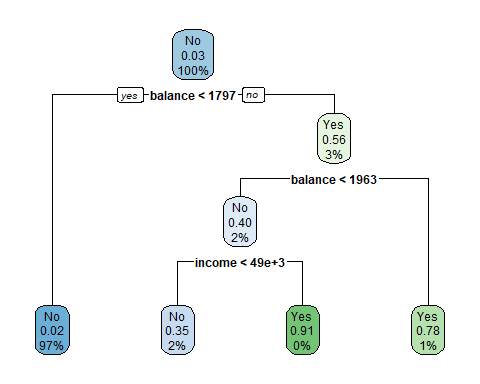 No
0.03
100%
yes balance < 1797 no
Yes
0.56
3%
balance < 1963
No
0.40
2%
income < 49e+3
No
0.02
97%
No
0.35
2%
Yes
0.91
0%
Yes
0.78
1%